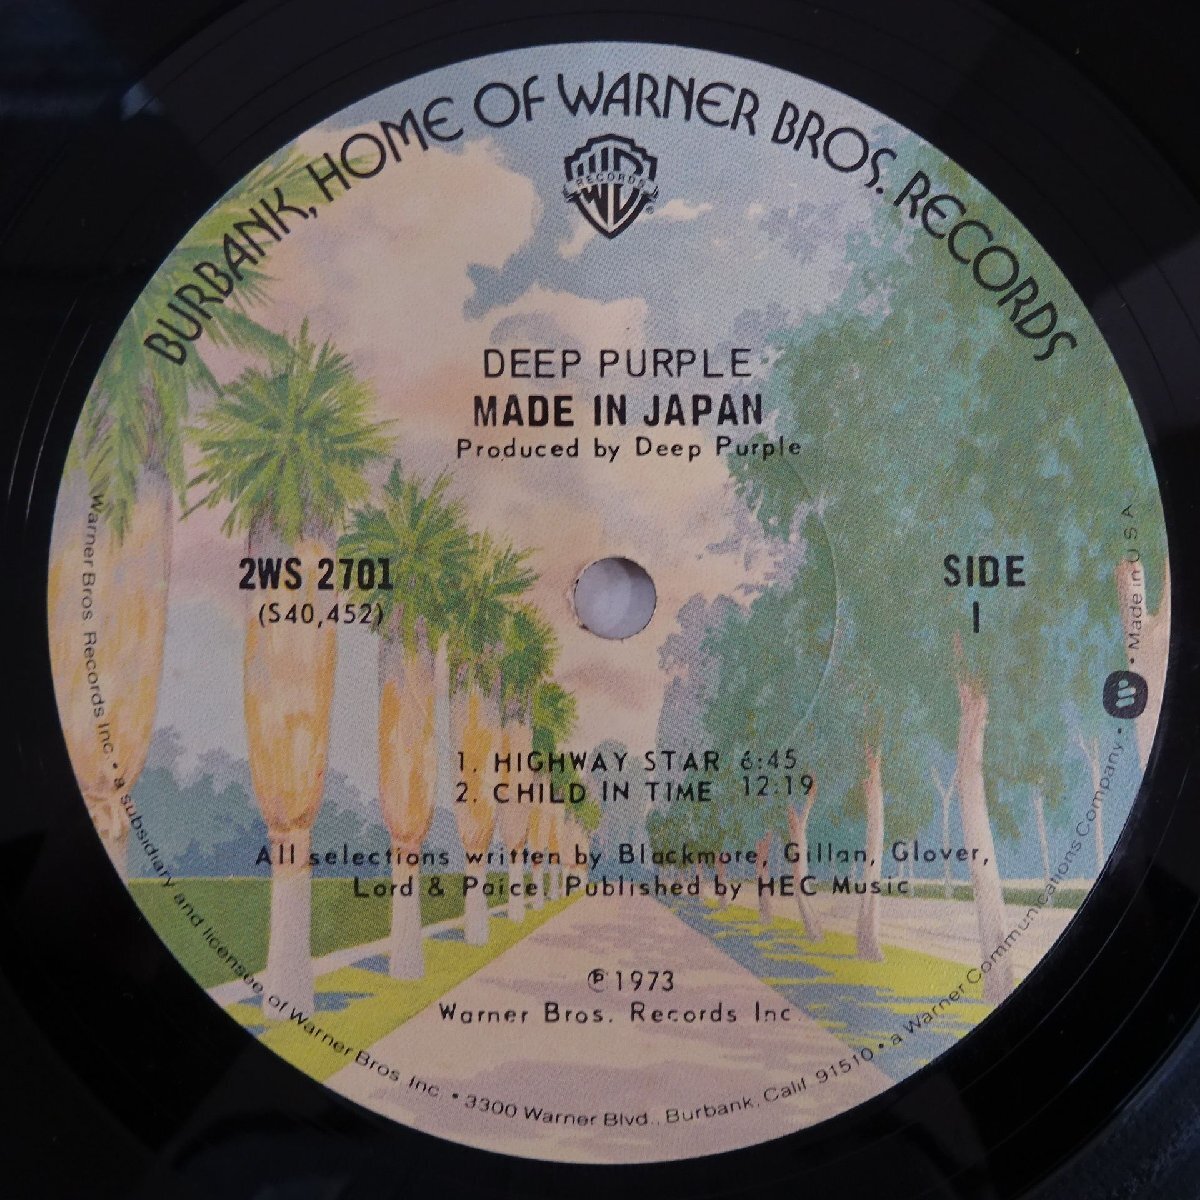 BURBANK, HOME OF WARNER BROS. RECORDS
WB
RECORDS
®
DEEP PURPLE
MADE IN JAPAN
Produced by Deep Purple
2WS 2701
(S40,452)
SIDE
1
1. HIGHWAY STAR 6:45
2. CHILD IN TIME 12:19
All selections written by Blackmore, Gillan, Glover,
Lord & Paice. Published by HEC Music
℗ 1973
Warner Bros. Records Inc.
Warner Bros. Records Inc. • a subsidiary and licensee of Warner Bros. Inc. • 3300 Warner Blvd., Burbank, Calif. 91510 • a Warner Communications Company • W • Made in U S A